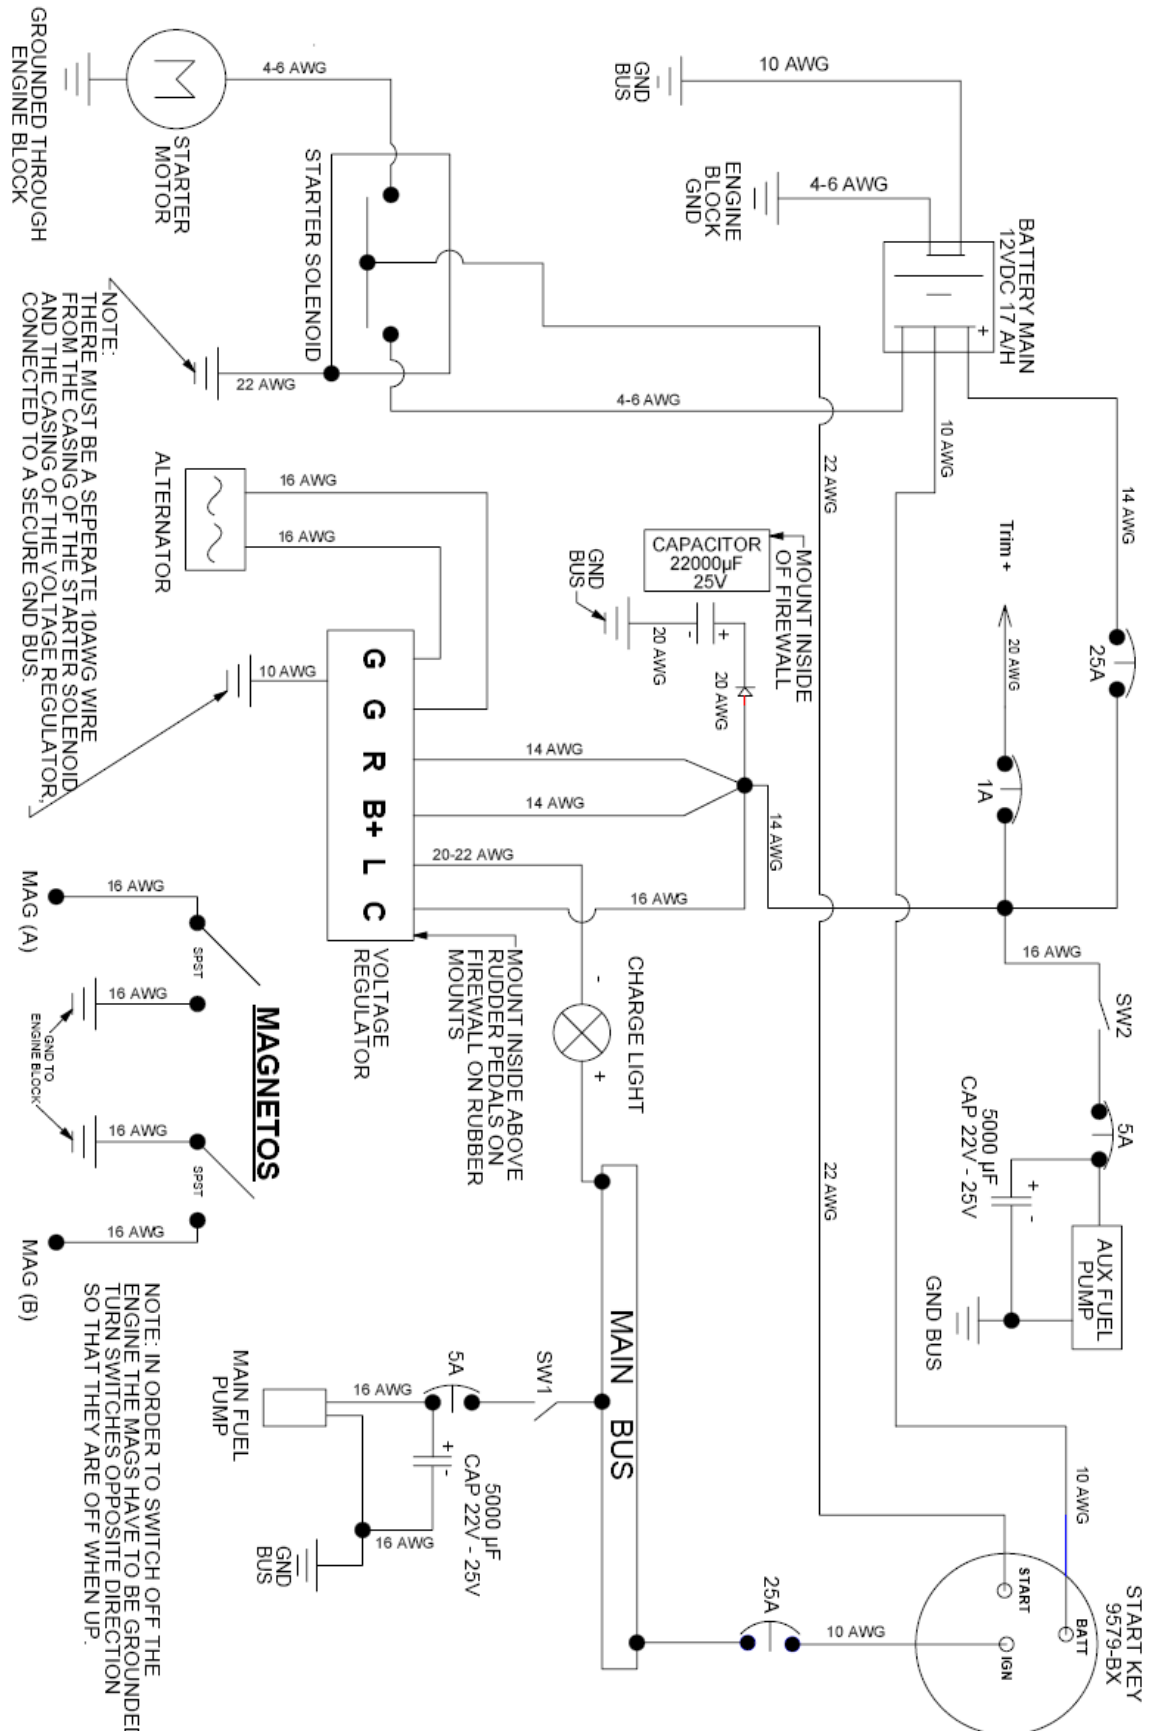 GROUNDED THROUGH
ENGINE BLOCK
M
STARTER
MOTOR
4-6 AWG
STARTER SOLENOID
22 AWG
NOTE:
THERE MUST BE A SEPERATE 10AWG WIRE
FROM THE CASING OF THE STARTER SOLENOID
AND THE CASING OF THE VOLTAGE REGULATOR,
CONNECTED TO A SECURE GND BUS.
10 AWG
GND
BUS
ENGINE
BLOCK
GND
4-6 AWG
BATTERY MAIN
12VDC 17 A/H
+
4-6 AWG
10 AWG
22 AWG
14 AWG
Trim +
20 AWG
25A
1A
ALTERNATOR
16 AWG
16 AWG
CAPACITOR
22000µF
25V
MOUNT INSIDE
OF FIREWALL
GND
BUS
20 AWG
- +
20 AWG
10 AWG
G G R B+ L C
14 AWG
14 AWG
20-22 AWG
16 AWG
14 AWG
VOLTAGE
REGULATOR
MOUNT INSIDE ABOVE
RUDDER PEDALS ON
FIREWALL ON RUBBER
MOUNTS
CHARGE LIGHT
- +
16 AWG
SW2
5A
5000 µF
CAP 22V - 25V
+ -
AUX FUEL
PUMP
GND BUS
22 AWG
MAG (A)
16 AWG
SPST
16 AWG
MAGNETOS
GND TO
ENGINE BLOCK
16 AWG
SPST
16 AWG
MAG (B)
NOTE: IN ORDER TO SWITCH OFF THE
ENGINE THE MAGS HAVE TO BE GROUNDED
TURN SWITCHES OPPOSITE DIRECTION
SO THAT THEY ARE OFF WHEN UP.
MAIN BUS
SW1
5A
16 AWG
MAIN FUEL
PUMP
+ -
5000 µF
CAP 22V - 25V
16 AWG
GND
BUS
25A
10 AWG
10 AWG
START KEY
9579-BX
START
BATT
IGN